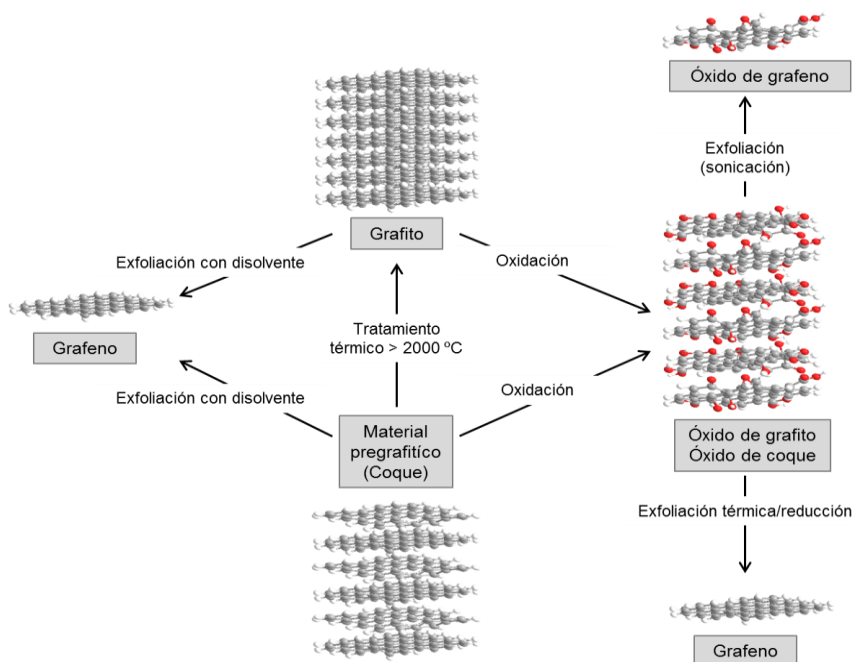 Óxido de grafeno
Exfoliación
(sonicación)
Grafito
Exfoliación con disolvente
Oxidación
Grafeno
Tratamiento
térmico > 2000 ºC
Exfoliación con disolvente
Oxidación
Material
pregrafitíco
(Coque)
Óxido de grafito
Óxido de coque
Exfoliación térmica/reducción
Grafeno